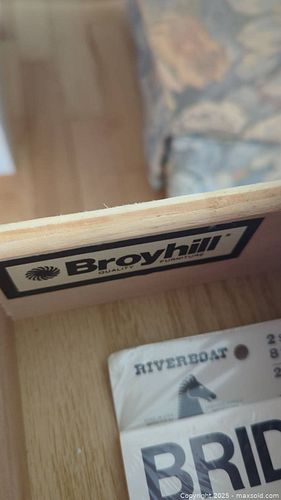 Broyhill
QUALITY FURNITURE
RIVERBOAT
BRID
Copyright © 2025 - maxsold.com